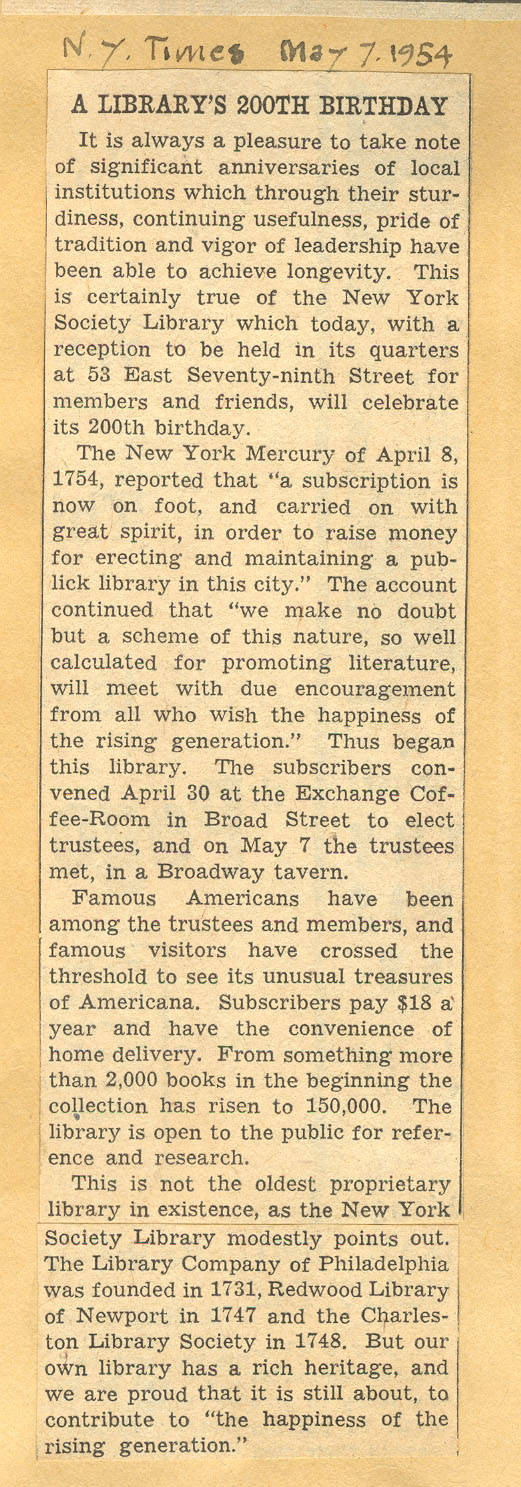 N.Y. Times May 7. 1954
A LIBRARY'S 200TH BIRTHDAY
It is always a pleasure to take note
of significant anniversaries of local
institutions which through their stur-
diness, continuing usefulness, pride of
tradition and vigor of leadership have
been able to achieve longevity. This
is certainly true of the New York
Society Library which today, with a
reception to be held in its quarters
at 53 East Seventy-ninth Street for
members and friends, will celebrate
its 200th birthday.
The New York Mercury of April 8,
1754, reported that "a subscription is
now on foot, and carried on with
great spirit, in order to raise money
for erecting and maintaining a pub-
lick library in this city." The account
continued that "we make no doubt
but a scheme of this nature, so well
calculated for promoting literature,
will meet with due encouragement
from all who wish the happiness of
the rising generation." Thus began
this library. The subscribers con-
vened April 30 at the Exchange Cof-
fee-Room in Broad Street to elect
trustees, and on May 7 the trustees
met, in a Broadway tavern.
Famous Americans have been
among the trustees and members, and
famous visitors have crossed the
threshold to see its unusual treasures
of Americana. Subscribers pay $18 a
year and have the convenience of
home delivery. From something more
than 2,000 books in the beginning the
collection has risen to 150,000. The
library is open to the public for refer-
ence and research.
This is not the oldest proprietary
library in existence, as the New York
Society Library modestly points out.
The Library Company of Philadelphia
was founded in 1731, Redwood Library
of Newport in 1747 and the Charles-
ton Library Society in 1748. But our
own library has a rich heritage, and
we are proud that it is still about, to
contribute to "the happiness of the
rising generation."